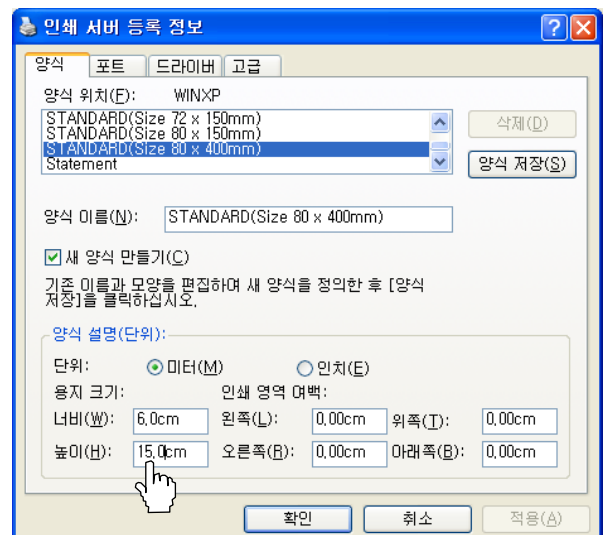 인쇄 서버 등록 정보
양식 포트 드라이버 고급
양식 위치(F): WINXP
STANDARD(Size 72 x 150mm)
STANDARD(Size 80 x 150mm)
STANDARD(Size 80 x 400mm)
Statement
삭제(D)
양식 저장(S)
양식 이름(N): STANDARD(Size 80 x 400mm)
새 양식 만들기(C)
기존 이름과 모양을 편집하며 새 양식을 정의한 후 [양식
저장]을 클릭하십시오.
양식 설명(단위):
단위: 미터(M) 인치(E)
용지 크기: 인쇄 영역 여백:
너비(W): 6.0cm 왼쪽(L): 0.00cm 위쪽(T): 0.00cm
높이(H): 15.0cm 오른쪽(R): 0.00cm 아래쪽(B): 0.00cm
확인 취소 적용(A)